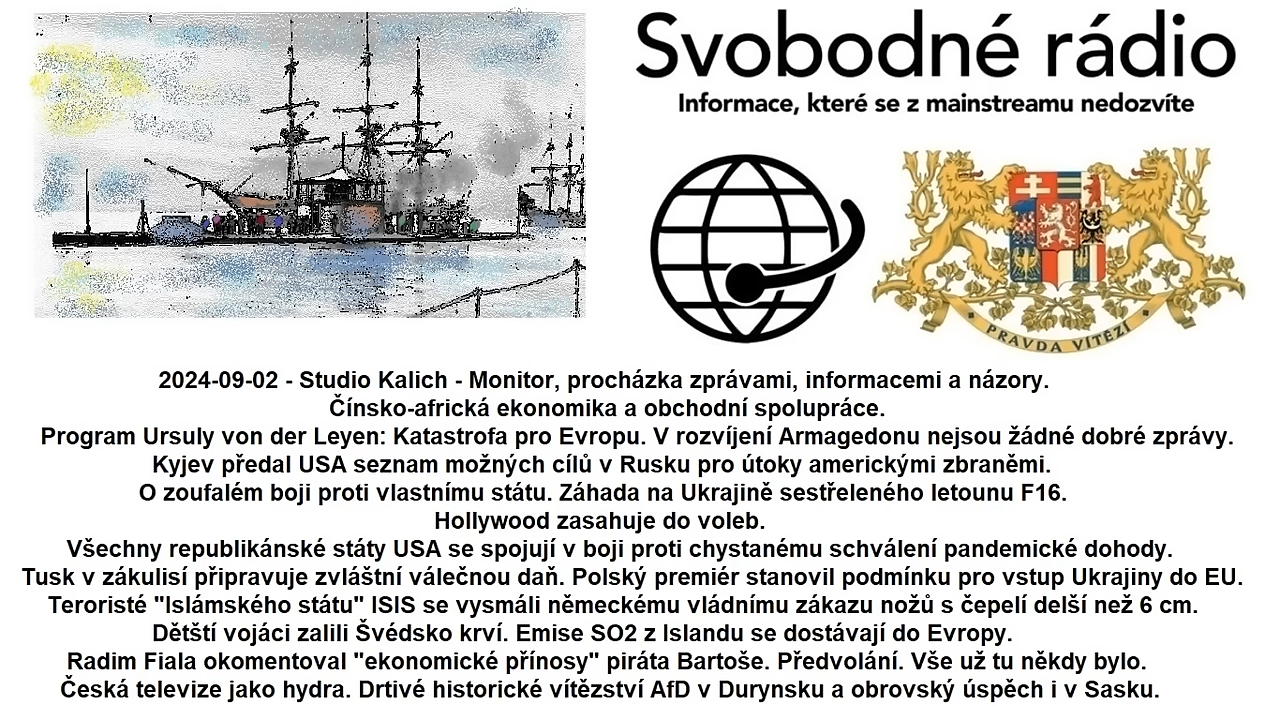 Svobodné rádio
Informace, které se z mainstreamu nedozvíte
PRAVDA VÍTĚZÍ
2024-09-02 - Studio Kalich - Monitor, procházka zprávami, informacemi a názory.
Čínsko-africká ekonomika a obchodní spolupráce.
Program Ursuly von der Leyen: Katastrofa pro Evropu. V rozvíjení Armagedonu nejsou žádné dobré zprávy.
Kyjev předal USA seznam možných cílů v Rusku pro útoky americkými zbraněmi.
O zoufalém boji proti vlastnímu státu. Záhada na Ukrajině sestřeleného letounu F16.
Hollywood zasahuje do voleb.
Všechny republikánské státy USA se spojují v boji proti chystanému schválení pandemické dohody.
Tusk v zákulisí připravuje zvláštní válečnou daň. Polský premiér stanovil podmínku pro vstup Ukrajiny do EU.
Teroristé "Islámského státu" ISIS se vysmáli německému vládnímu zákazu nožů s čepelí delší než 6 cm.
Dětští vojáci zalili Švédsko krví. Emise SO2 z Islandu se dostávají do Evropy.
Radim Fiala okomentoval "ekonomické přínosy" piráta Bartoše. Předvolání. Vše už tu někdy bylo.
Česká televize jako hydra. Drtivé historické vítězství AfD v Durynsku a obrovský úspěch i v Sasku.